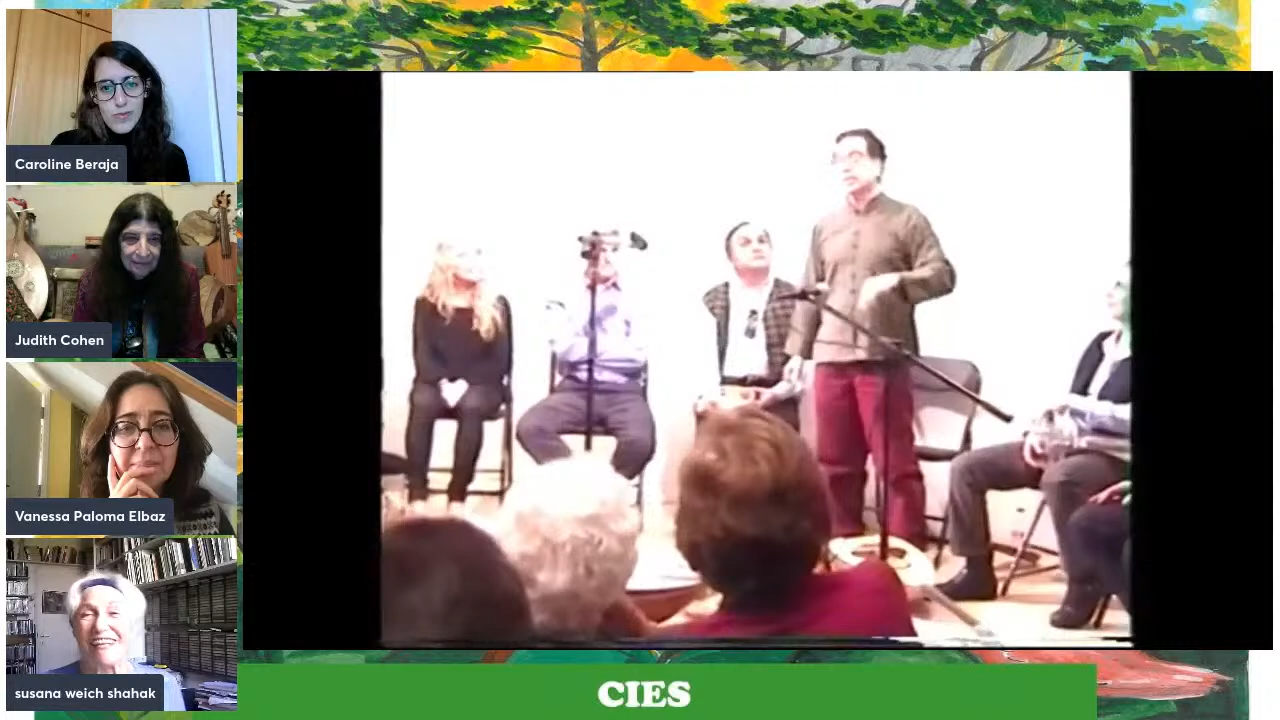 Caroline Beraja
Judith Cohen
Vanessa Paloma Elbaz
susana weich shahak
CIES